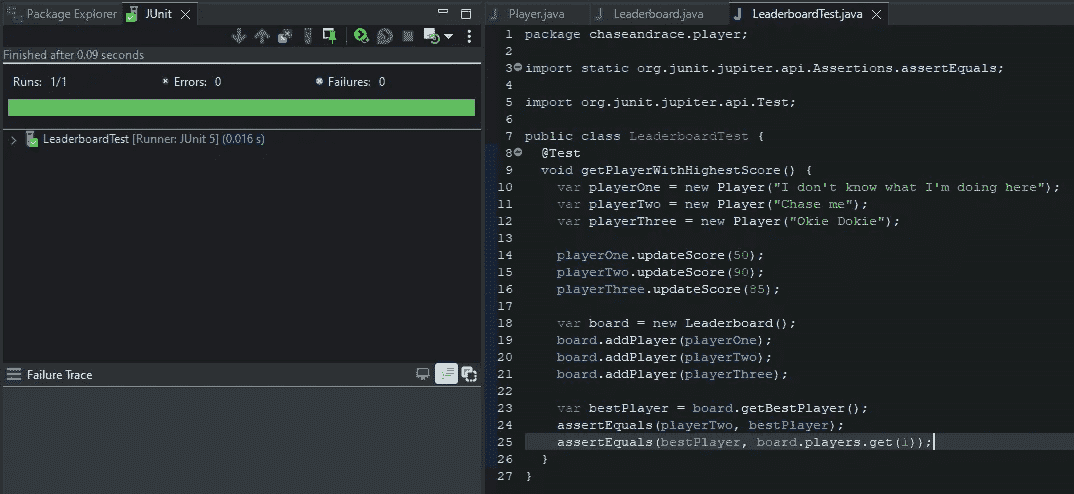 Package Explorer
JUnit
Finished after 0.09 seconds
Runs: 1/1
Errors: 0
Failures: 0
LeaderboardTest [Runner: JUnit 5] (0.016 s)
Failure Trace
Player.java
Leaderboard.java
LeaderboardTest.java
1 package chaseandrace.player;
2
3 import static org.junit.jupiter.api.Assertions.assertEquals;
4
5 import org.junit.jupiter.api.Test;
6
7 public class LeaderboardTest {
8 @Test
9 void getPlayerWithHighestScore() {
10 var playerOne = new Player("I don't know what I'm doing here");
11 var playerTwo = new Player("Chase me");
12 var playerThree = new Player("Okie Dokie");
13
14 playerOne.updateScore(50);
15 playerTwo.updateScore(90);
16 playerThree.updateScore(85);
17
18 var board = new Leaderboard();
19 board.addPlayer(playerOne);
20 board.addPlayer(playerTwo);
21 board.addPlayer(playerThree);
22
23 var bestPlayer = board.getBestPlayer();
24 assertEquals(playerTwo, bestPlayer);
25 assertEquals(bestPlayer, board.players.get(1));
26 }
27 }